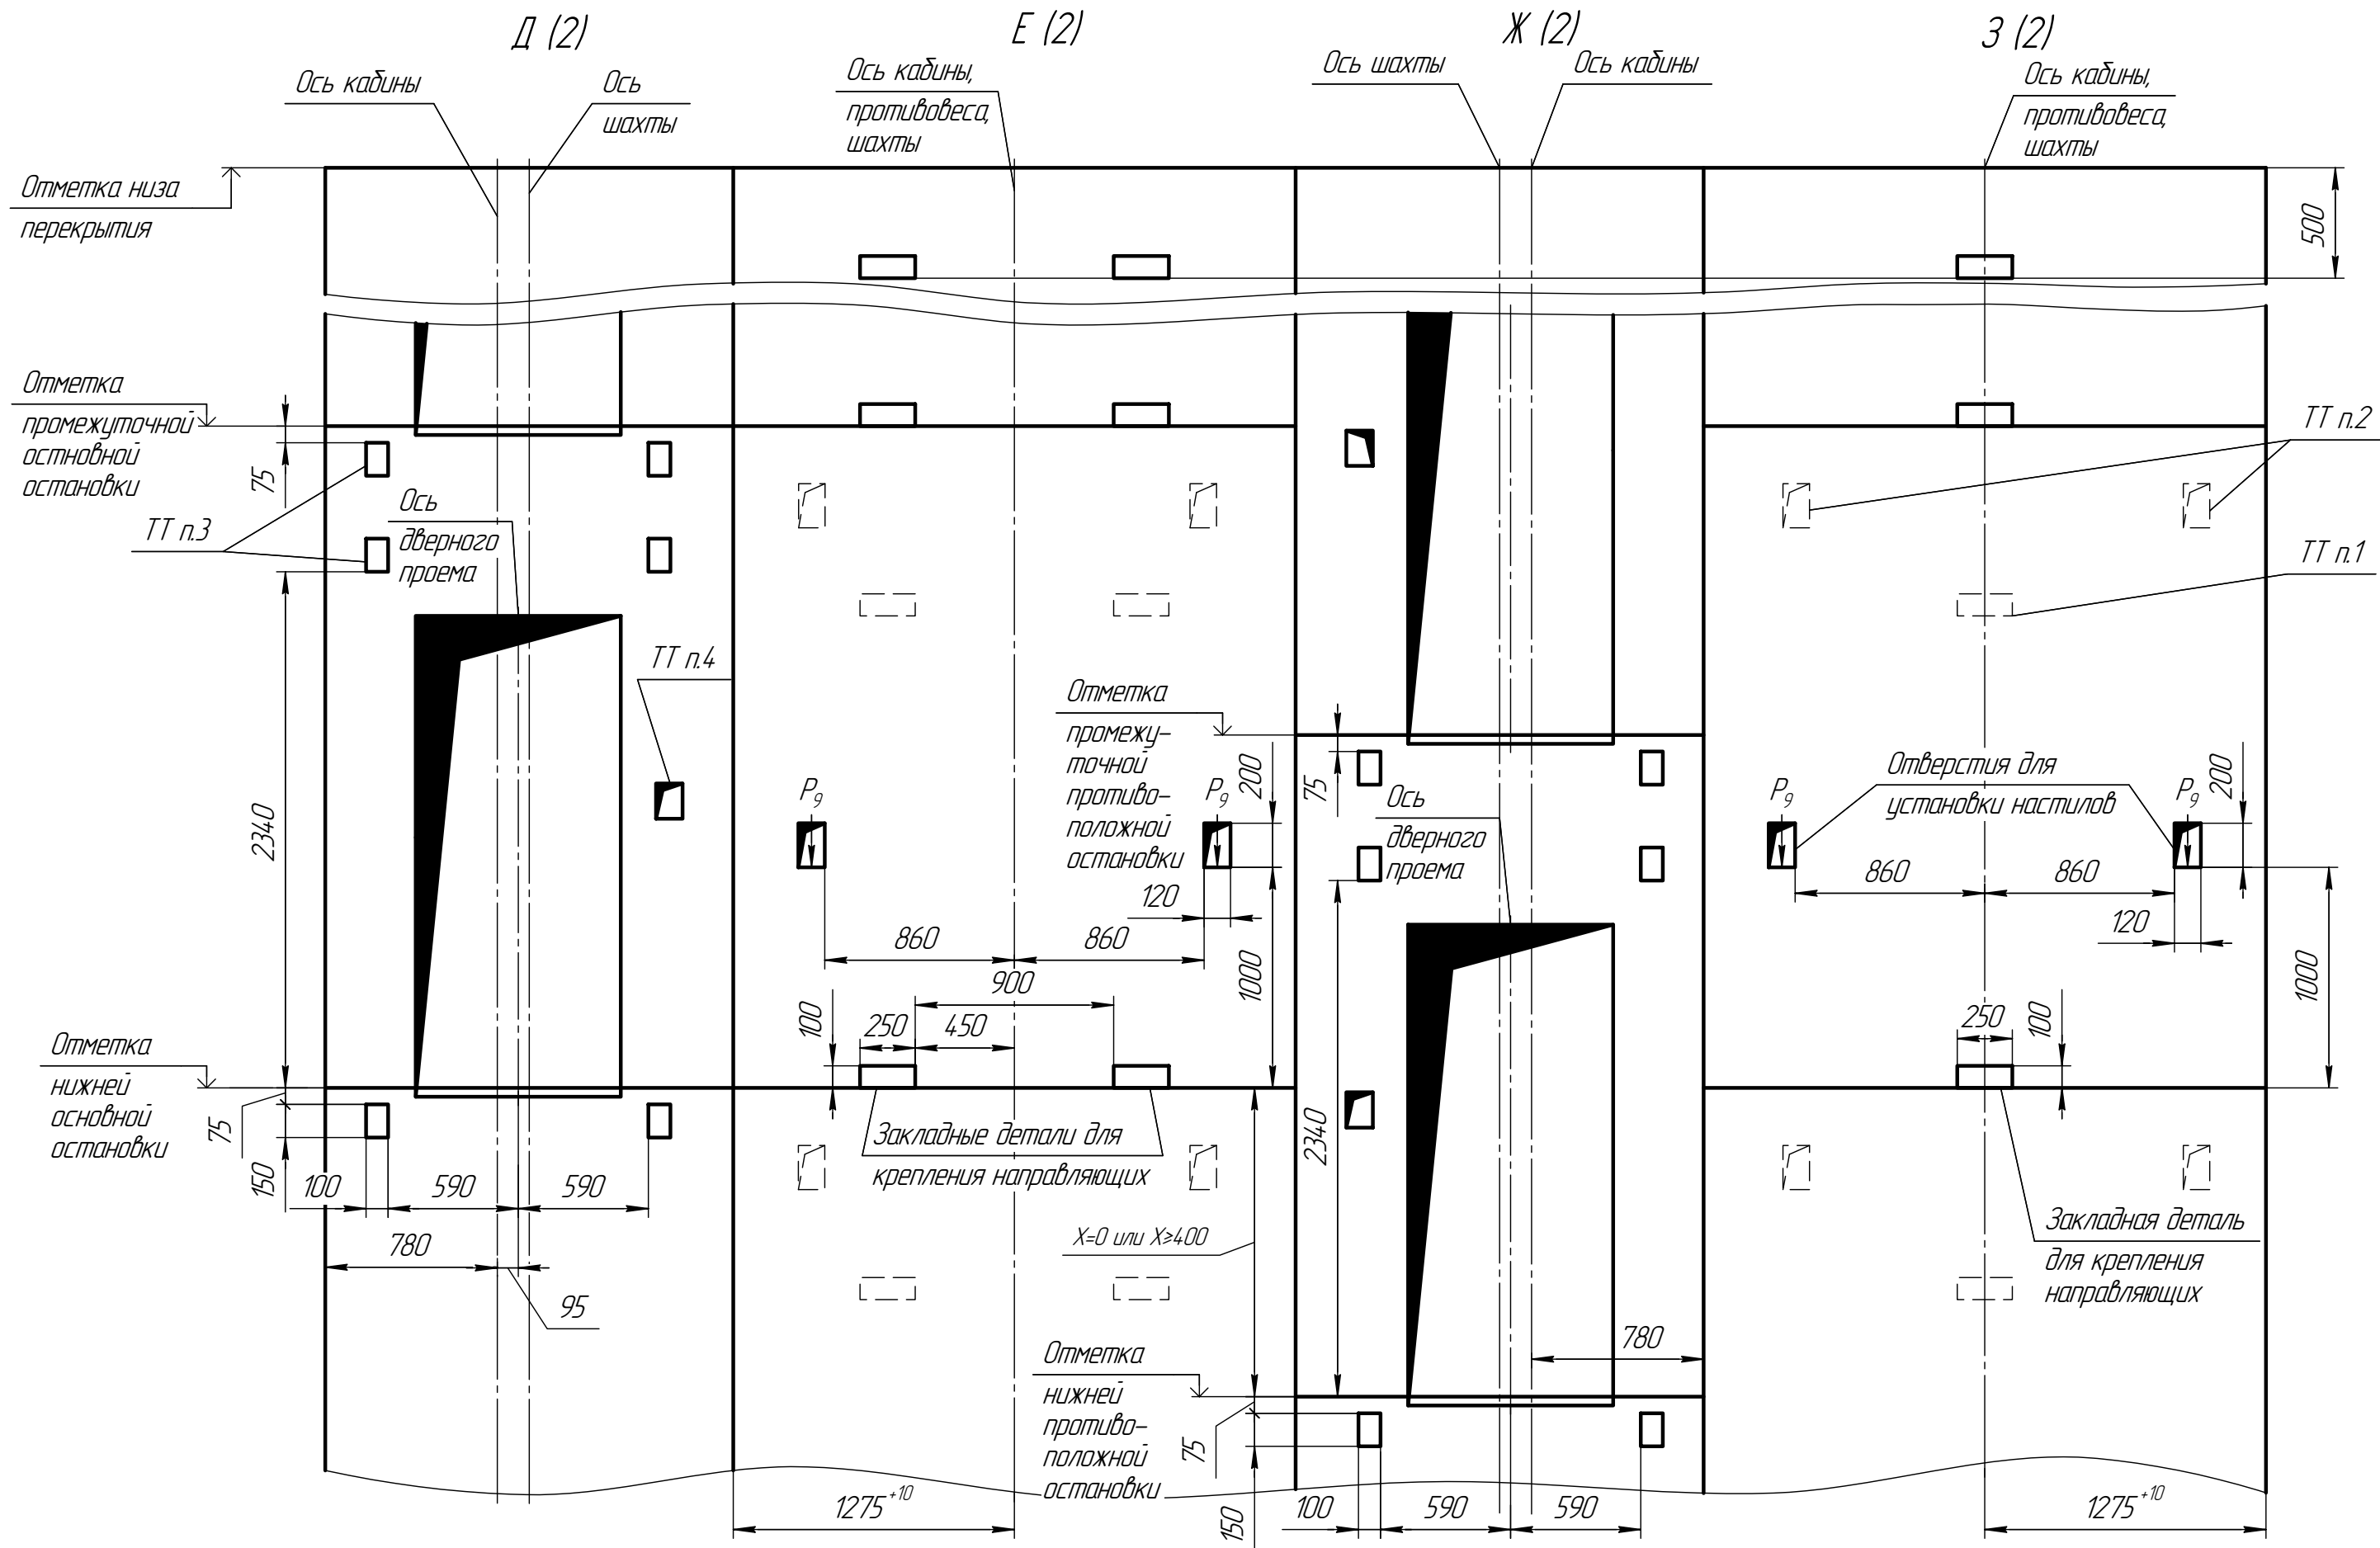 Д (2)
Е (2)
Ж (2)
З (2)
Ось кабины
Ось
шахты
Ось кабины,
противовеса,
шахты
Ось шахты
Ось кабины
Ось кабины,
противовеса,
шахты
Отметка низа
перекрытия
500
Отметка
промежуточной
остновной
остановки
75
ТТ п.3
Ось
дверного
проема
ТТ п.2
ТТ п.1
ТТ п.4
2340
Отметка
промежу-
точной
противо-
положной
остановки
P9
P9
200
120
860
860
900
1000
100
250
450
75
Ось
дверного
проема
Отверстия для
установки настилов
P9
P9
200
860
860
120
1000
250
100
Отметка
нижней
основной
остановки
75
150
100
590
590
780
95
Закладные детали для
крепления направляющих
X=0 или X≥400
2340
Закладная деталь
для крепления
направляющих
780
Отметка
нижней
противо-
положной
остановки
75
150
1275+10
100
590
590
1275+10